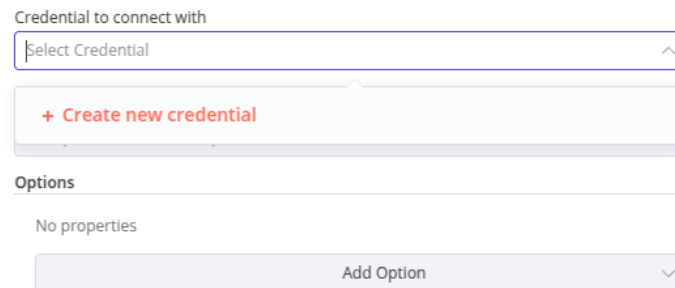 Credential to connect with
Select Credential
+ Create new credential
Options
No properties
Add Option